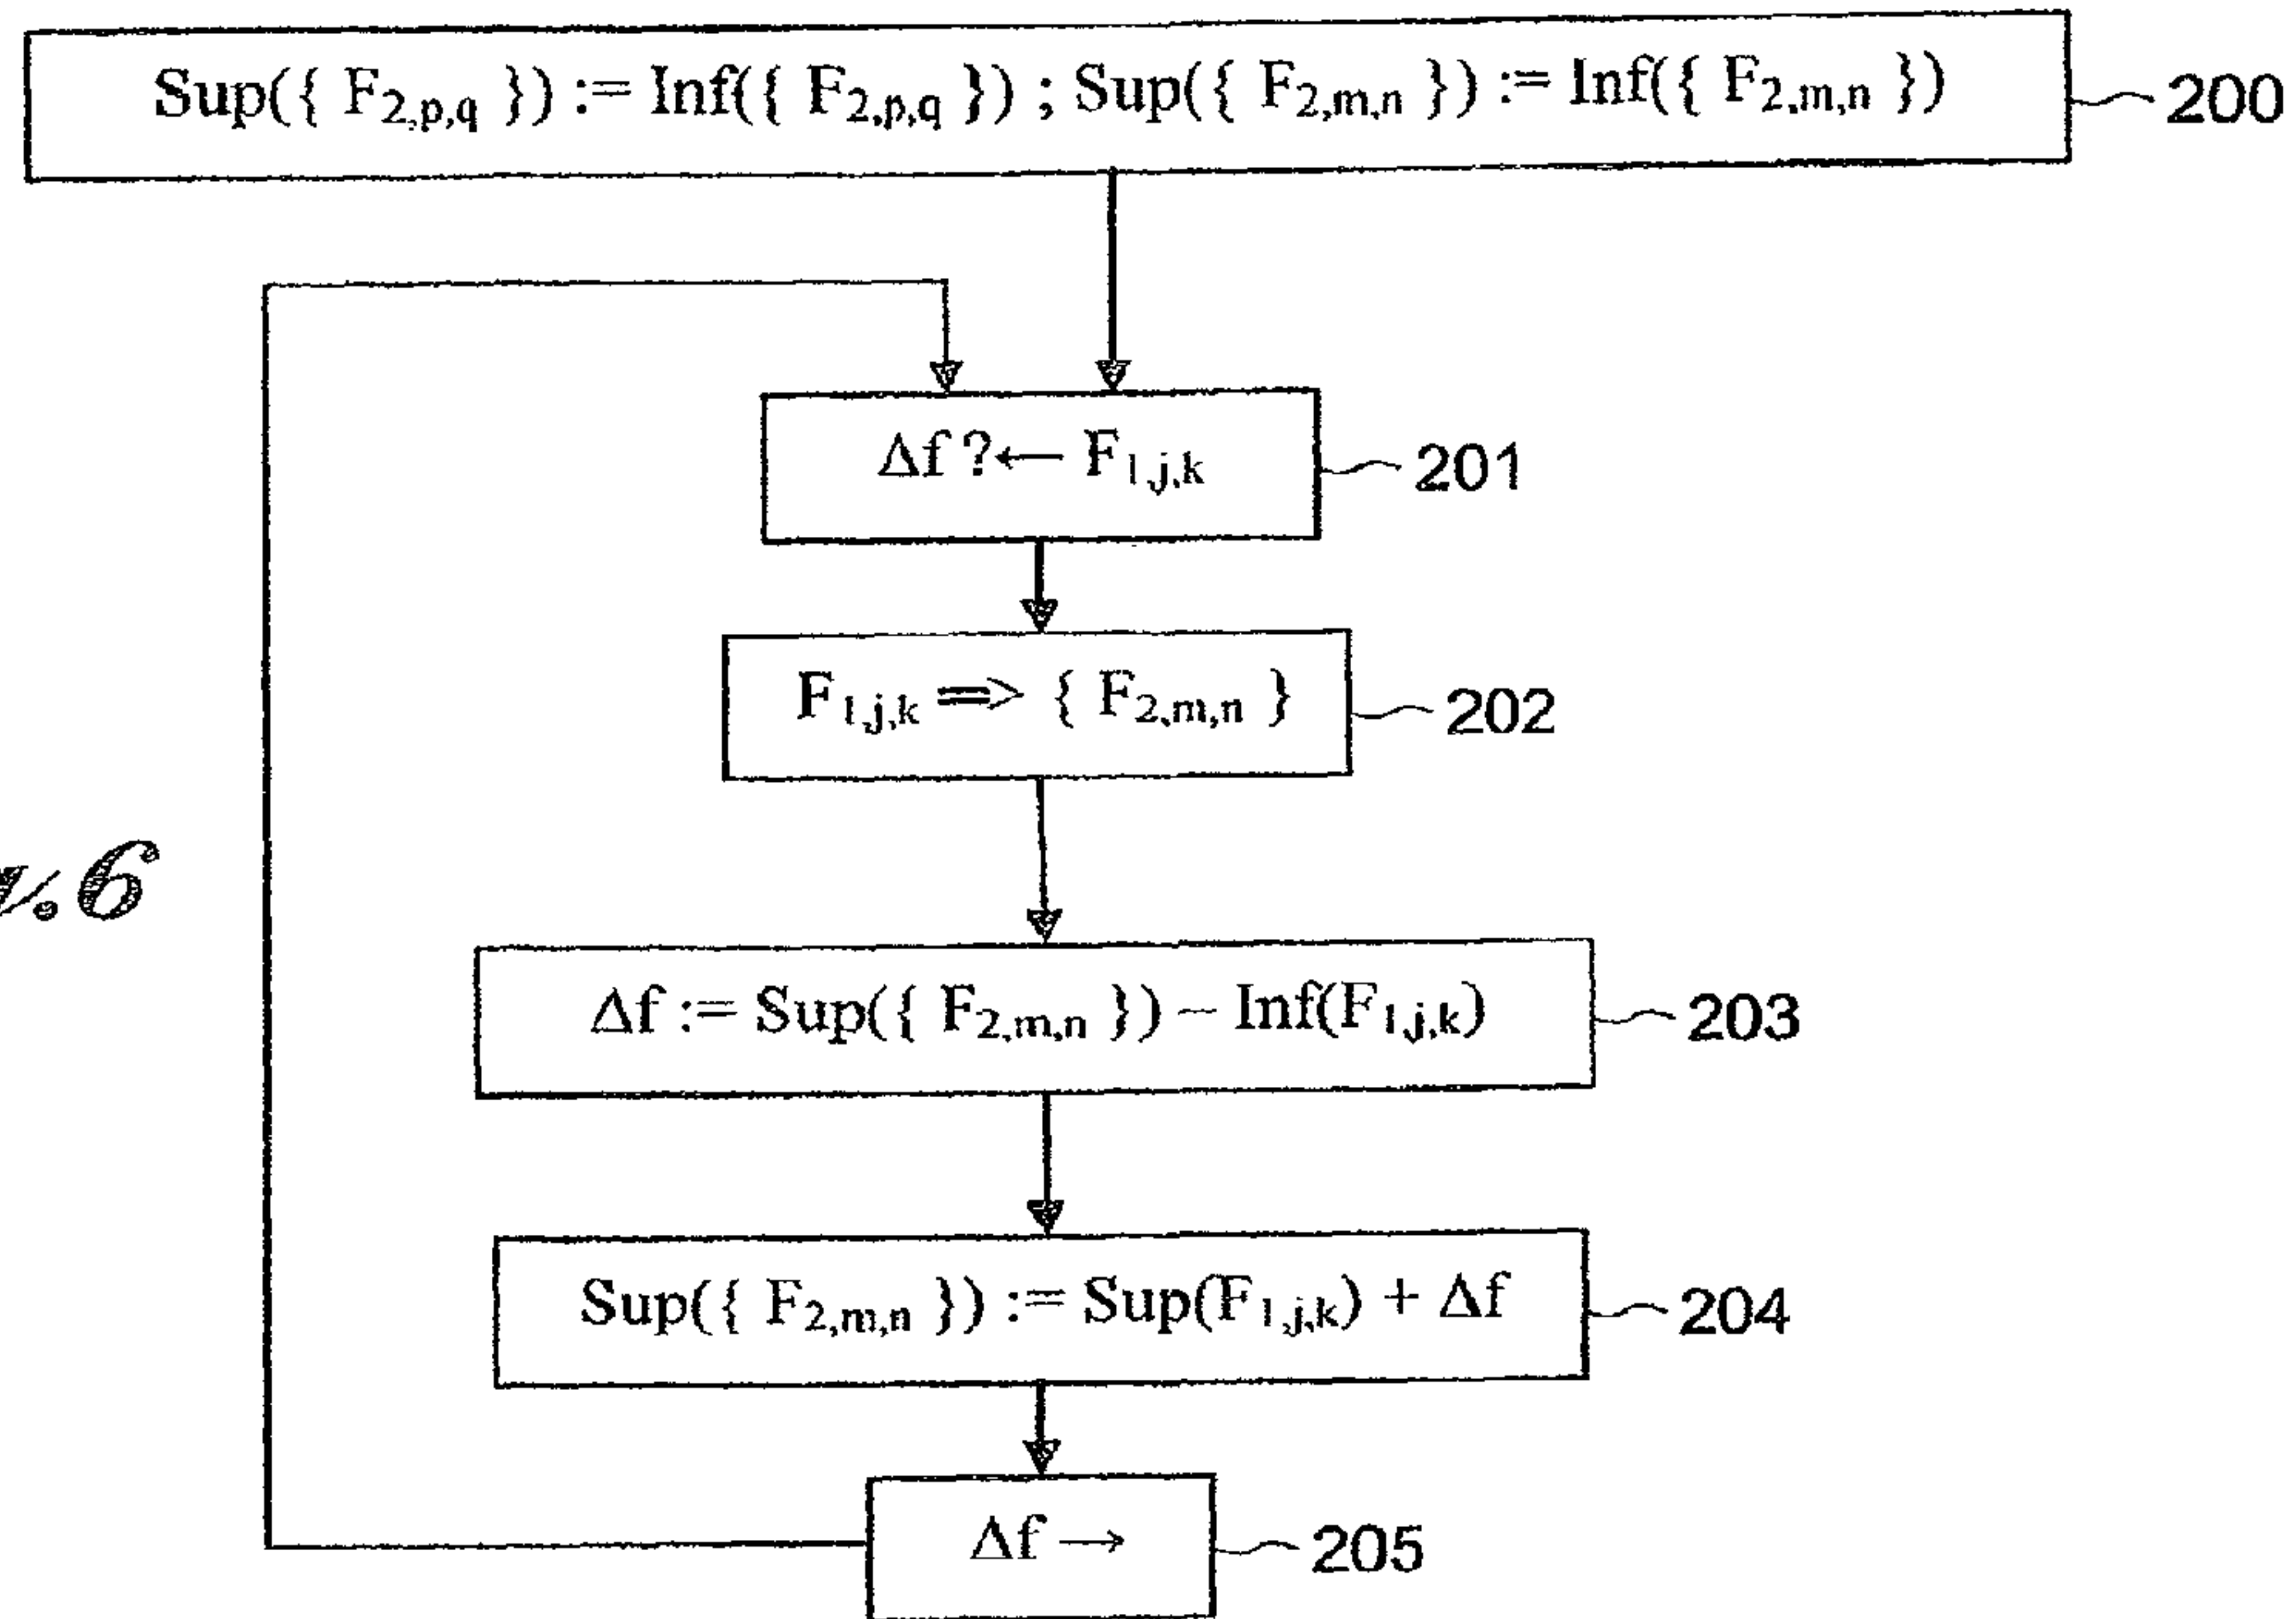 Sup({ F2,p,q }) := Inf({ F2,p,q }) ; Sup({ F2,m,n }) := Inf({ F2,m,n })
200
Δf ?← F1,j,k
201
F1,j,k => { F2,m,n }
202
6
Δf := Sup({ F2,m,n }) – Inf(F1,j,k)
203
Sup({ F2,m,n }) := Sup(F1,j,k) + Δf
204
Δf →
205